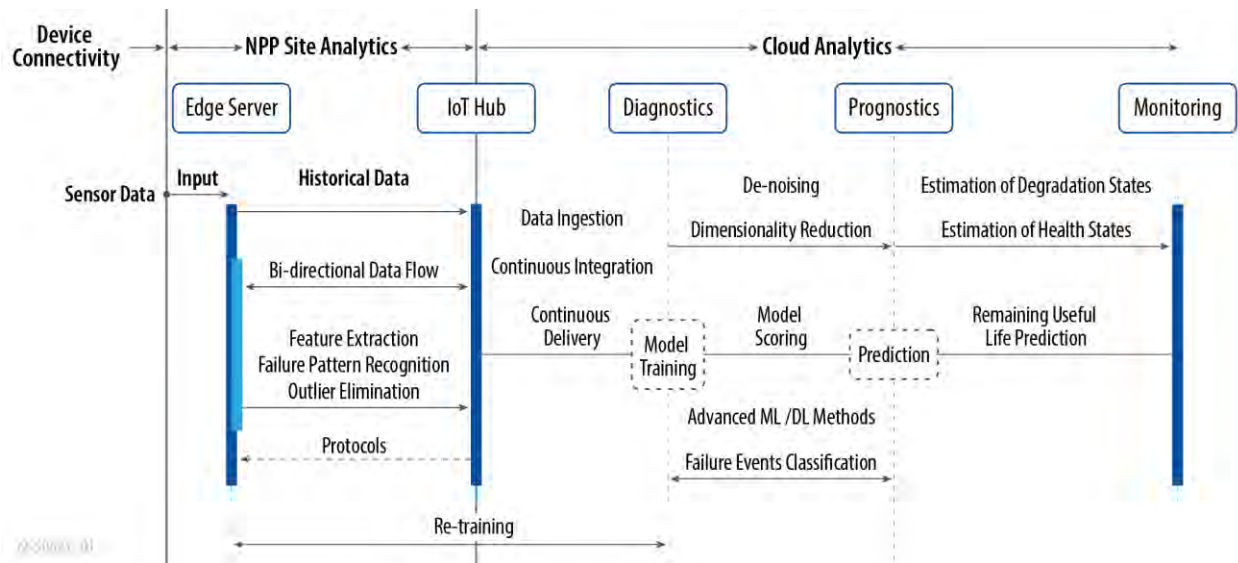 Device
Connectivity
NPP Site Analytics
Cloud Analytics
Edge Server
IoT Hub
Diagnostics
Prognostics
Monitoring
Sensor Data
Input
Historical Data
De-noising
Estimation of Degradation States
Data Ingestion
Dimensionality Reduction
Estimation of Health States
Bi-directional Data Flow
Continuous Integration
Continuous
Delivery
Model
Scoring
Remaining Useful
Life Prediction
Feature Extraction
Failure Pattern Recognition
Outlier Elimination
Model
Training
Prediction
Advanced ML /DL Methods
Protocols
Failure Events Classification
Re-training